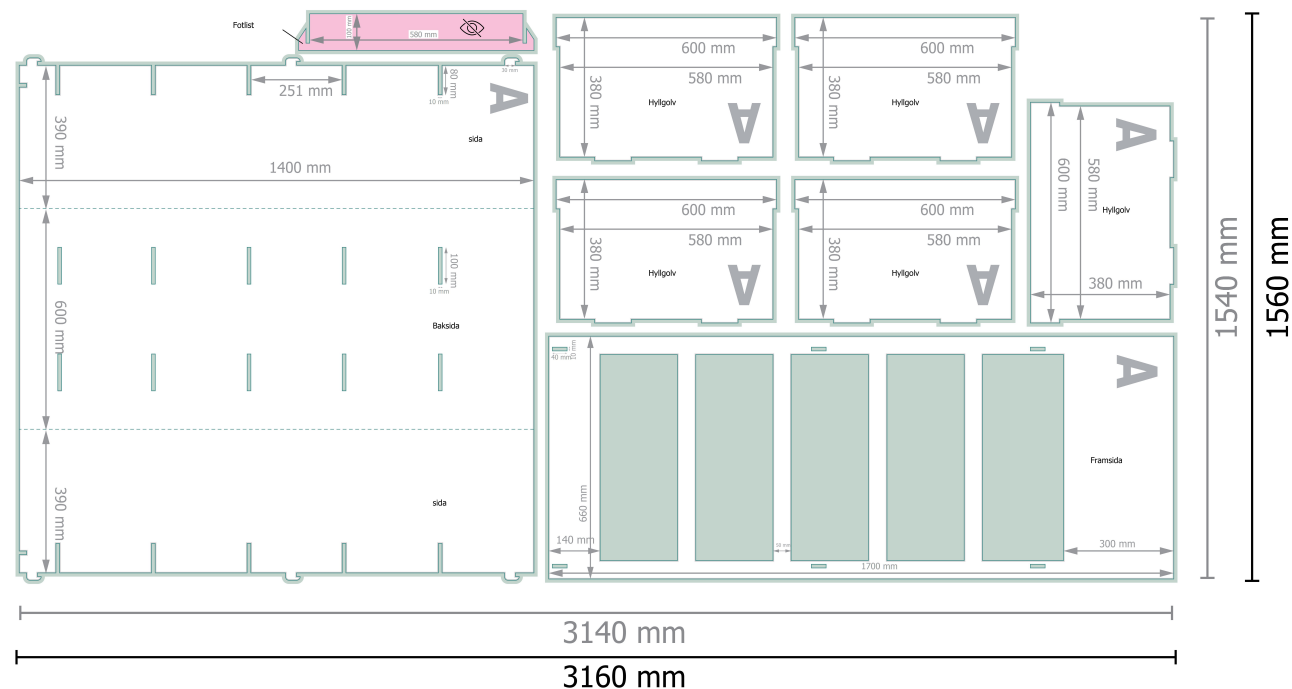 Fotlist
100 mm
580 mm
30 mm
80 mm
10 mm
251 mm
A
390 mm
sida
1400 mm
100 mm
10 mm
600 mm
Baksida
390 mm
sida
600 mm
580 mm
380 mm
Hyllgolv
A
600 mm
580 mm
380 mm
Hyllgolv
A
600 mm
580 mm
380 mm
Hyllgolv
A
600 mm
580 mm
380 mm
Hyllgolv
A
A
600 mm
580 mm
Hyllgolv
380 mm
40 mm
10 mm
A
Framsida
660 mm
140 mm
50 mm
300 mm
1700 mm
1540 mm
1560 mm
3140 mm
3160 mm